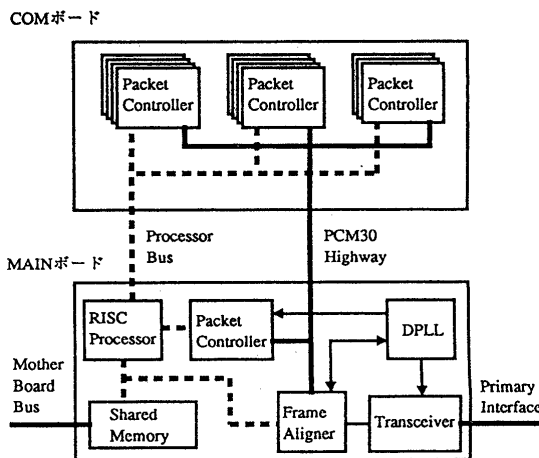 COMボード
Packet
Controller
Packet
Controller
Packet
Controller
Processor
Bus
PCM30
Highway
MAINボード
RISC
Processor
Packet
Controller
DPLL
Mother
Board
Bus
Shared
Memory
Frame
Aligner
Transceiver
Primary
Interface